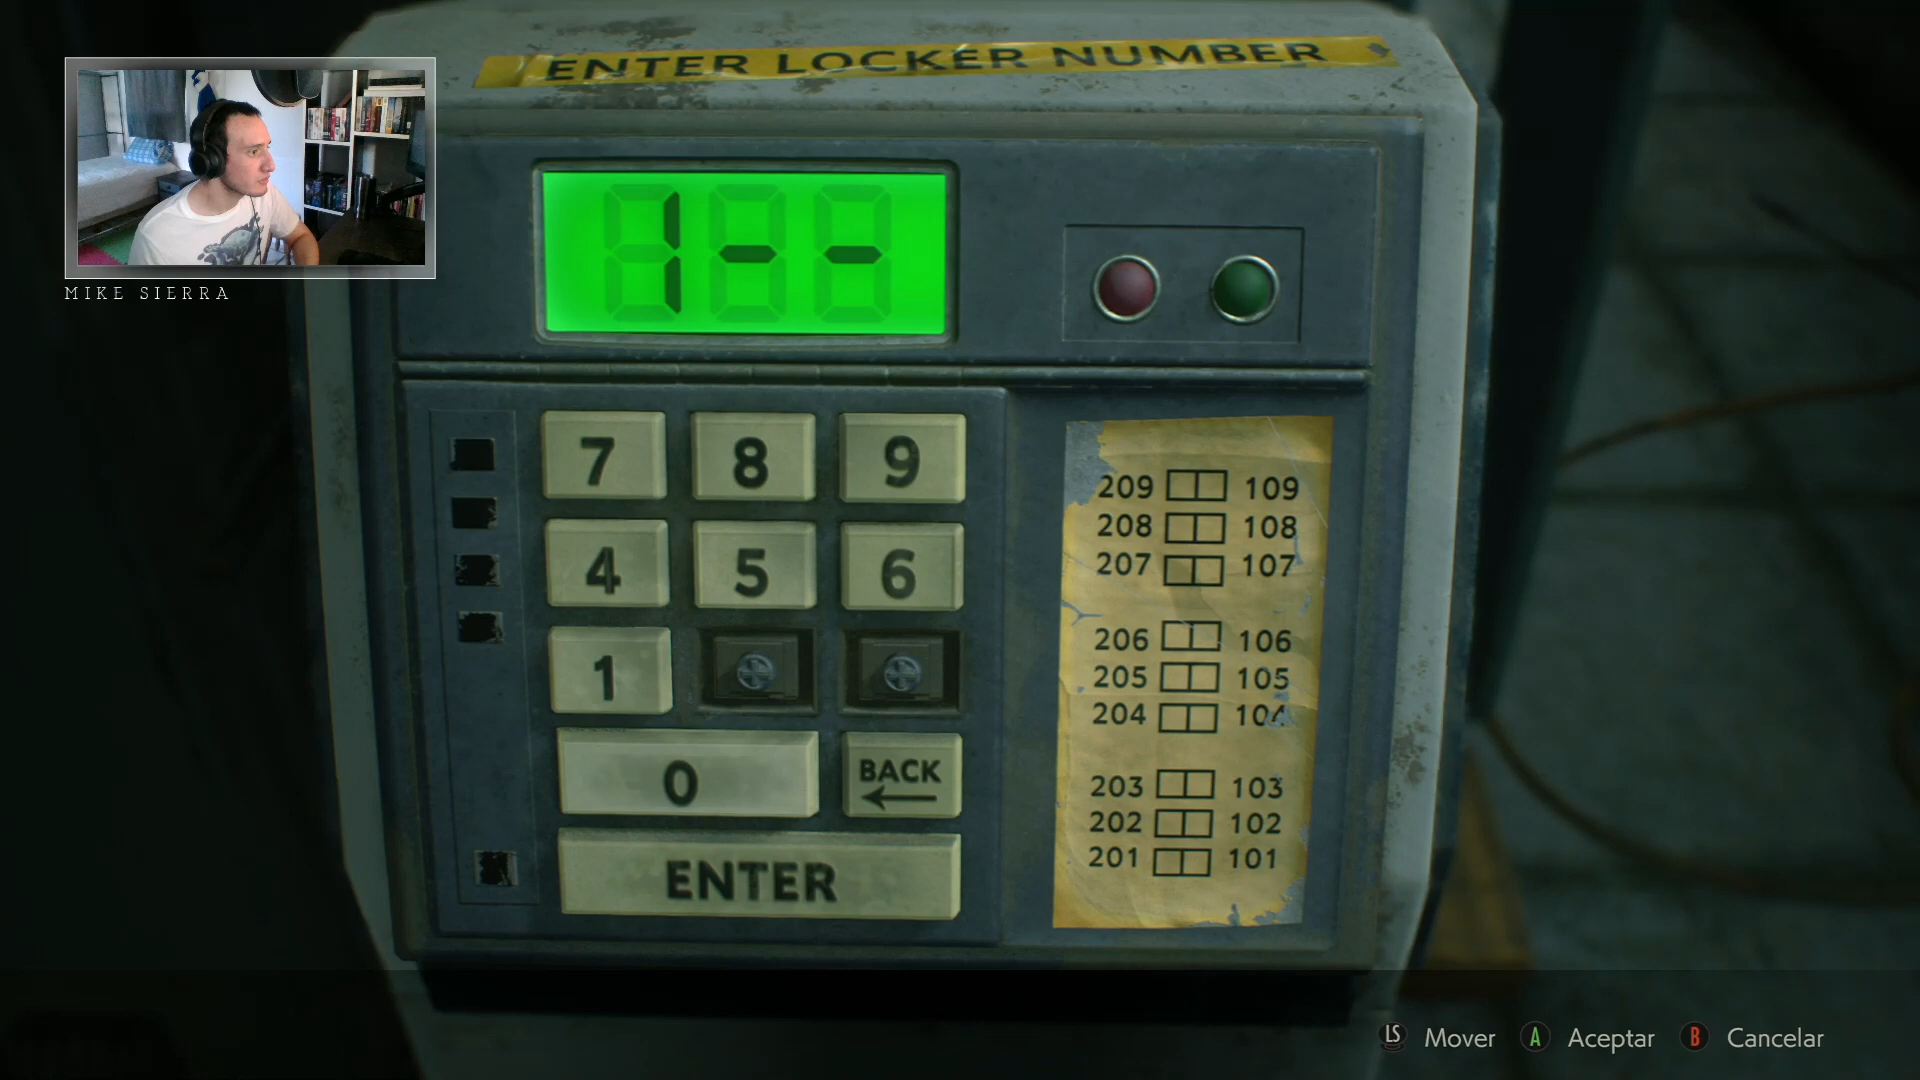 ENTER LOCKER NUMBER
MIKE SIERRA
1--
7 8 9
4 5 6
1
0 BACK
ENTER
209 109
208 108
207 107
206 106
205 105
204 104
203 103
202 102
201 101
LS Mover A Aceptar B Cancelar